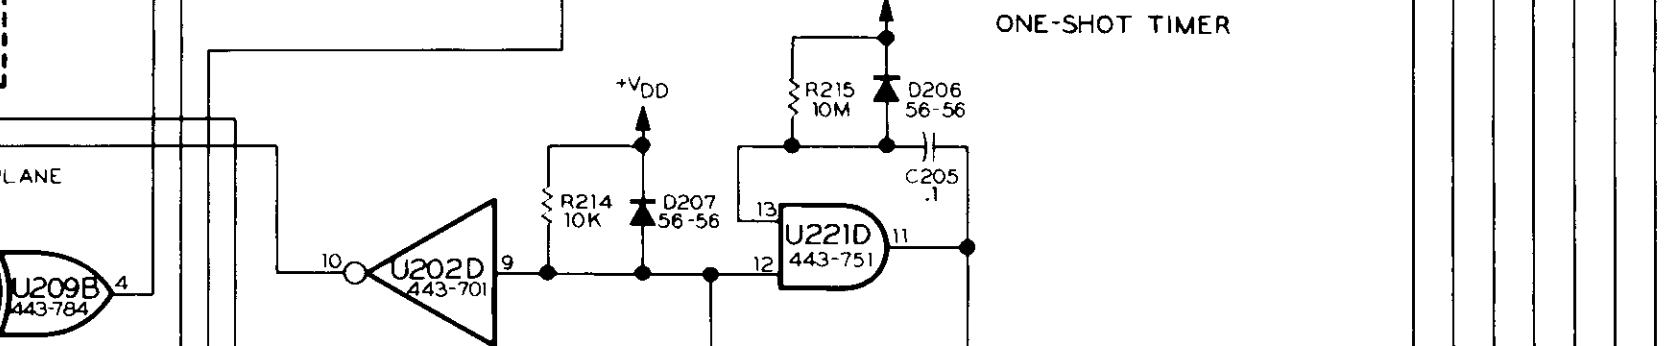 ONE-SHOT TIMER
+VDD
R215
10M
D206
56-56
LANE
C205
.1
R214
10K
D207
56-56
13
U221D
443-751
11
12
10
U202D
443-701
9
U209B
443-784
4